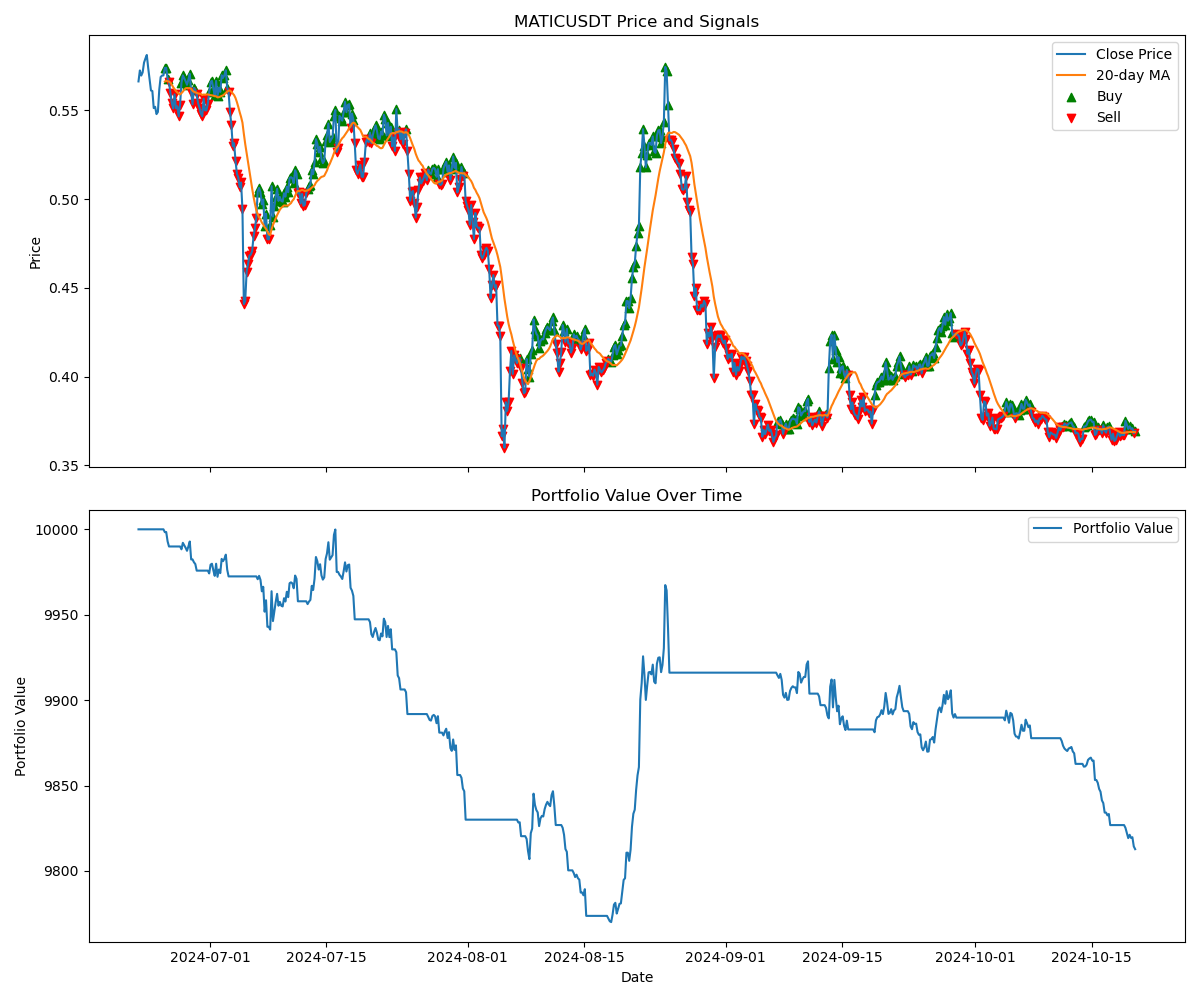 MATICUSDT Price and Signals
Close Price
20-day MA
Buy
Sell
0.55
0.50
0.45
0.40
0.35
Price
Portfolio Value Over Time
Portfolio Value
10000
9950
9900
9850
9800
Portfolio Value
2024-07-01
2024-07-15
2024-08-01
2024-08-15
2024-09-01
2024-09-15
2024-10-01
2024-10-15
Date